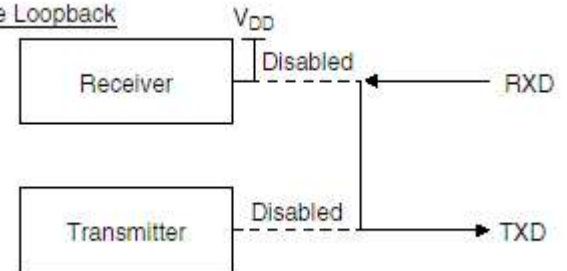 e Loopback
VDD
Disabled
Receiver
RXD
Disabled
Transmitter
TXD